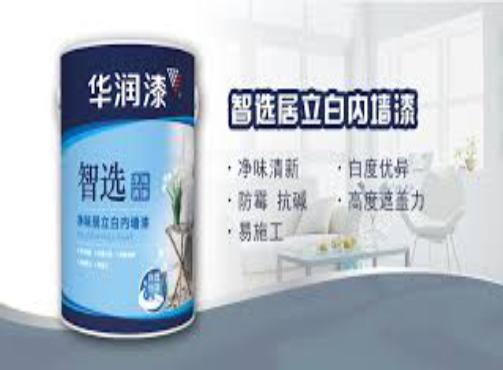 华润漆
智选
净味居立白内墙漆
智选居立白内墙漆
·净味清新
·白度优异
·防霉 抗碱
·高度遮盖力
·易施工